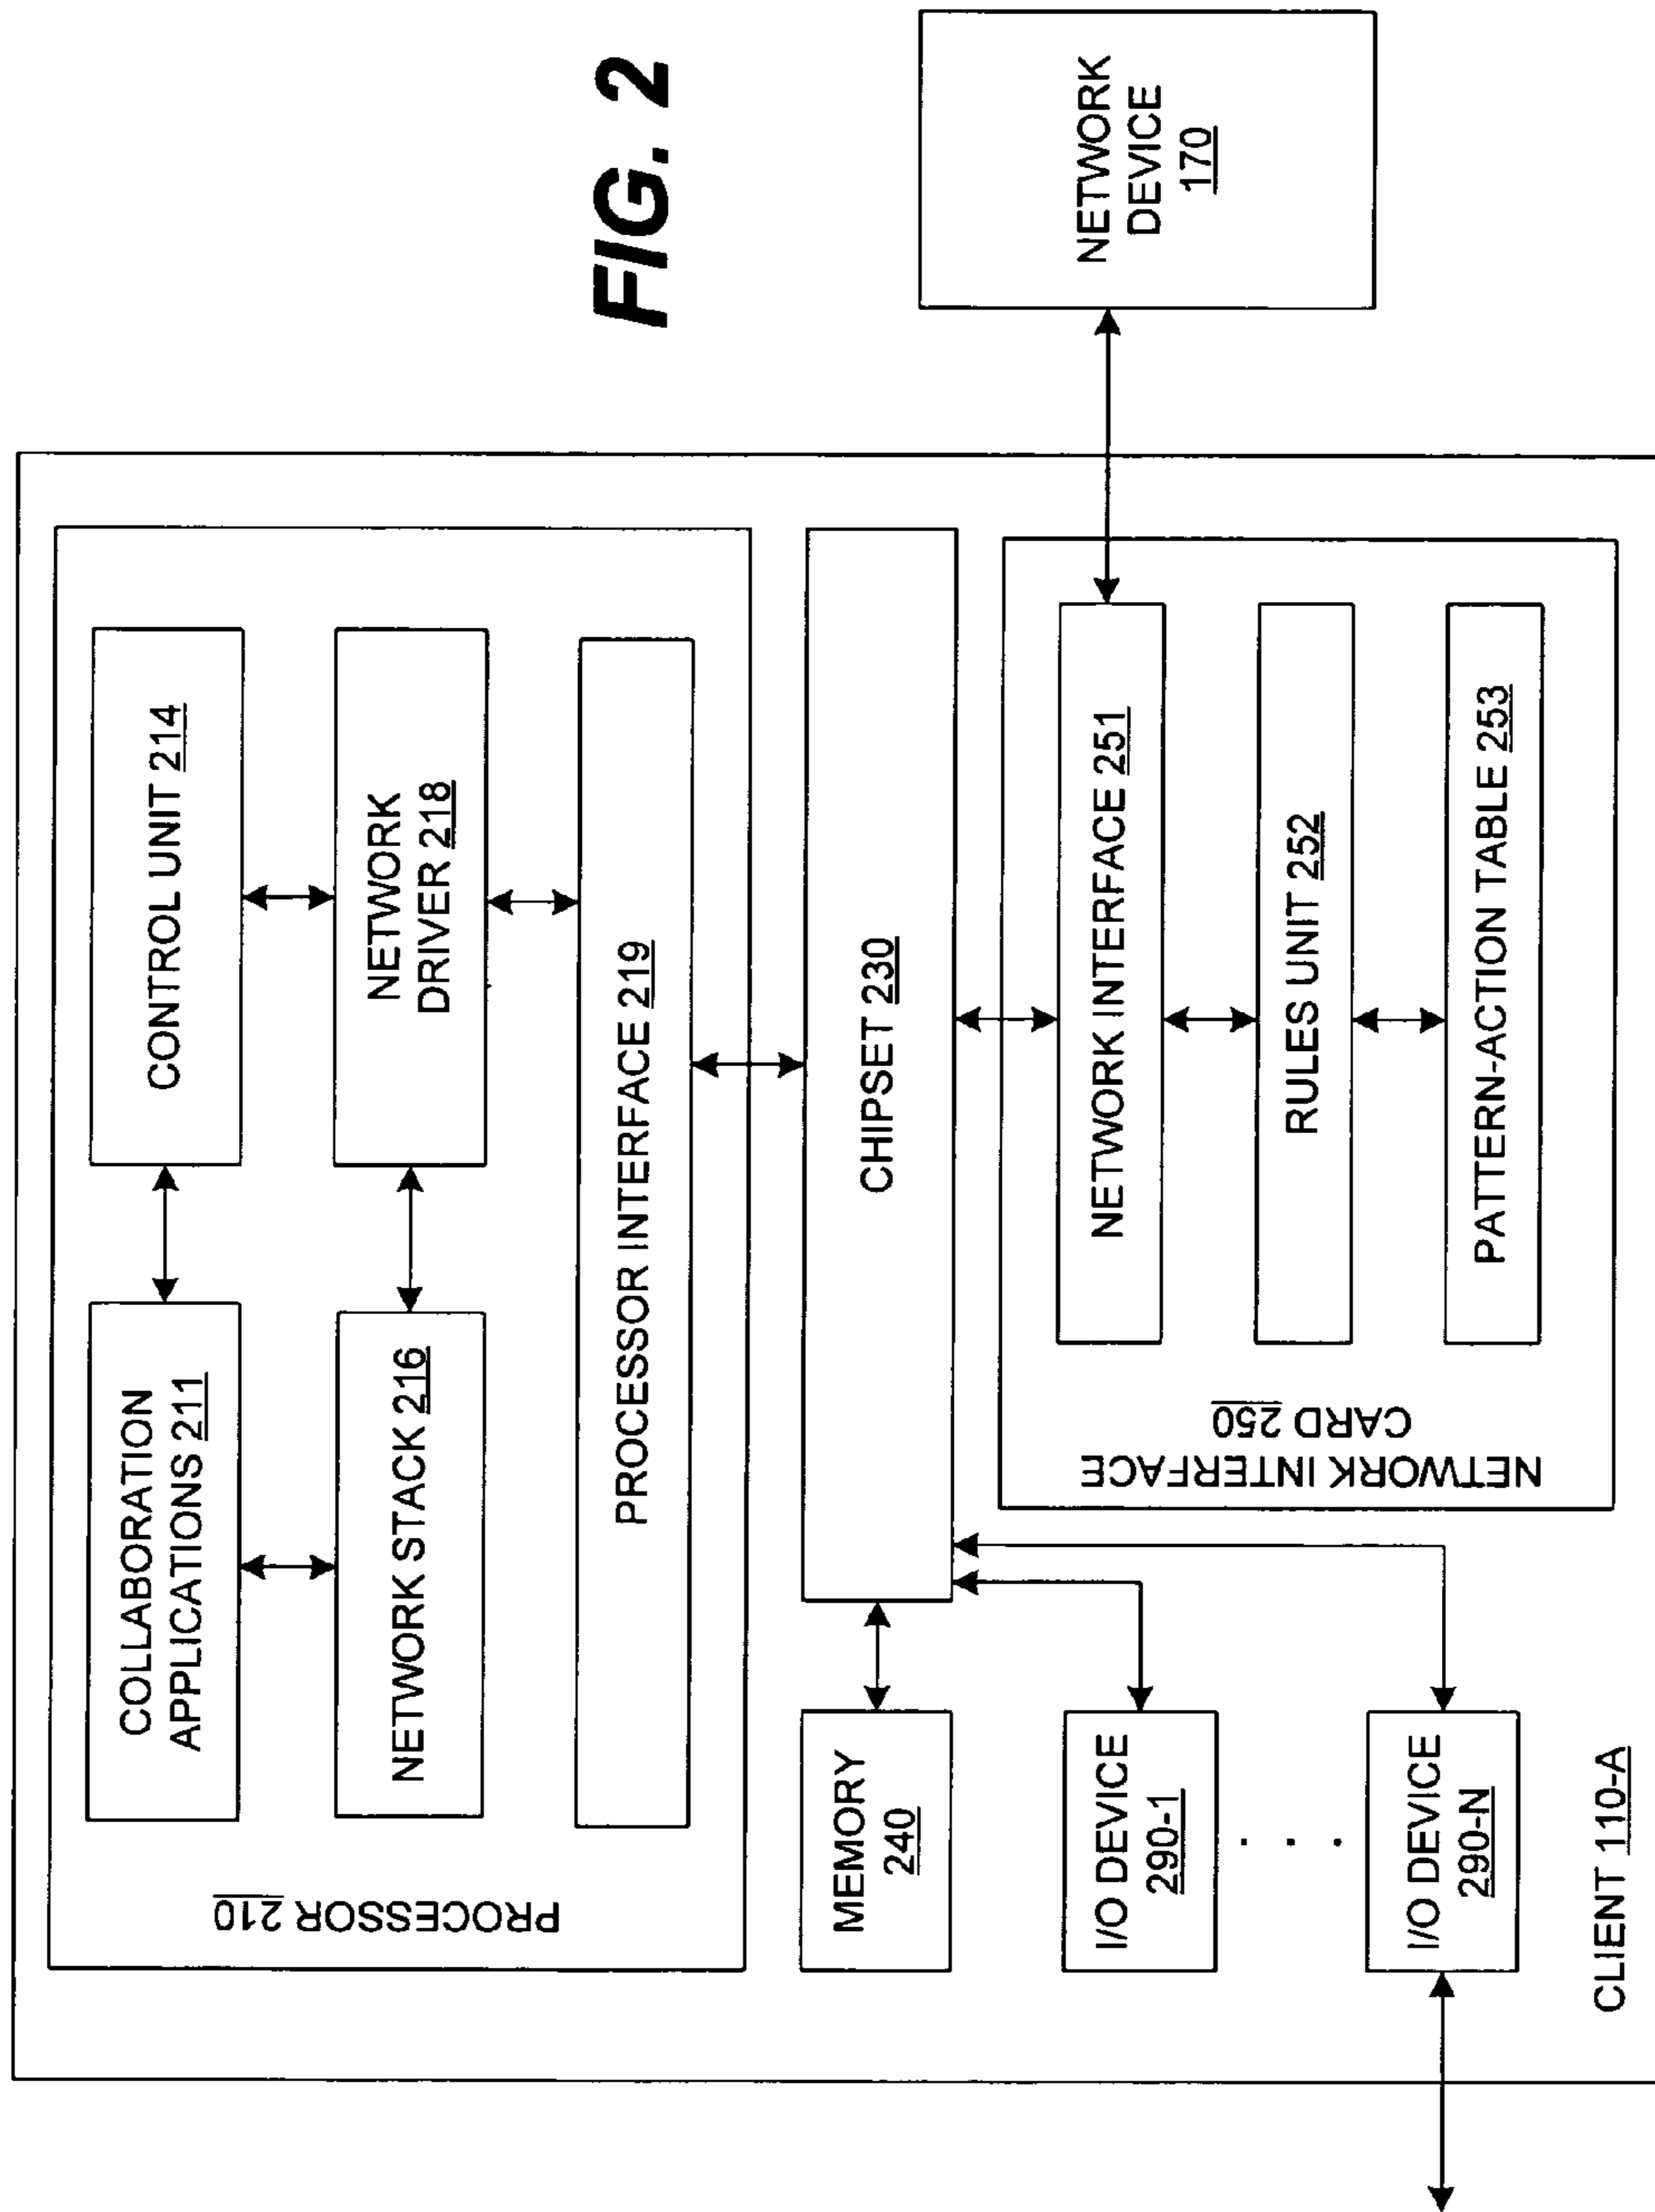 PROCESSOR 210
COLLABORATION
APPLICATIONS 211
CONTROL UNIT 214
NETWORK STACK 216
NETWORK
DRIVER 218
PROCESSOR INTERFACE 219
MEMORY
240
CHIPSET 230
I/O DEVICE
290-1
. . .
I/O DEVICE
290-N
NETWORK INTERFACE
CARD 250
NETWORK INTERFACE 251
RULES UNIT 252
PATTERN-ACTION TABLE 253
CLIENT 110-A
NETWORK
DEVICE
170
FIG. 2